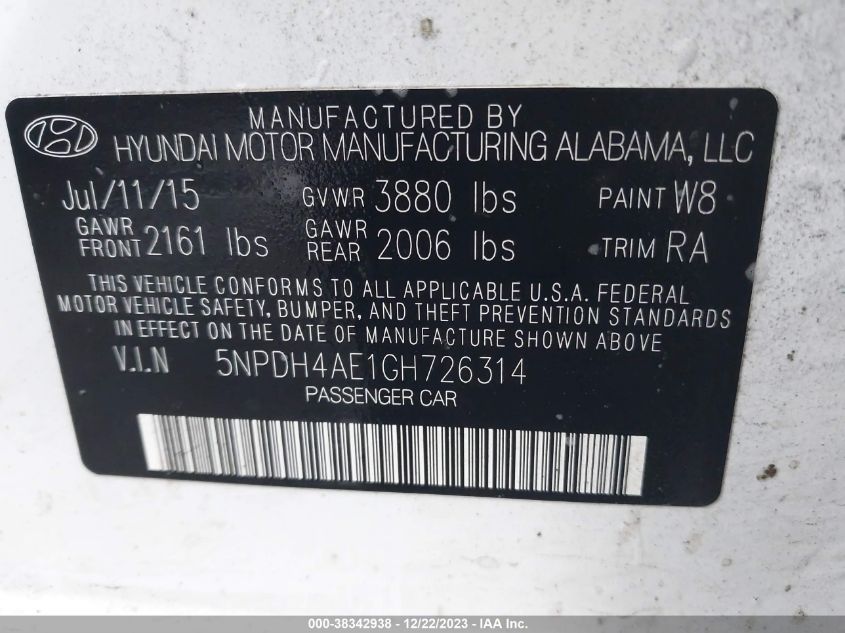 MANUFACTURED BY
HYUNDAI MOTOR MANUFACTURING ALABAMA, LLC
Jul/11/15 GVWR 3880 lbs PAINT W8
GAWR FRONT 2161 lbs GAWR REAR 2006 lbs TRIM RA
THIS VEHICLE CONFORMS TO ALL APPLICABLE U.S.A. FEDERAL
MOTOR VEHICLE SAFETY, BUMPER, AND THEFT PREVENTION STANDARDS
IN EFFECT ON THE DATE OF MANUFACTURE SHOWN ABOVE
V.I.N 5NPDH4AE1GH726314
PASSENGER CAR
000-38342938 - 12/22/2023 - IAA Inc.